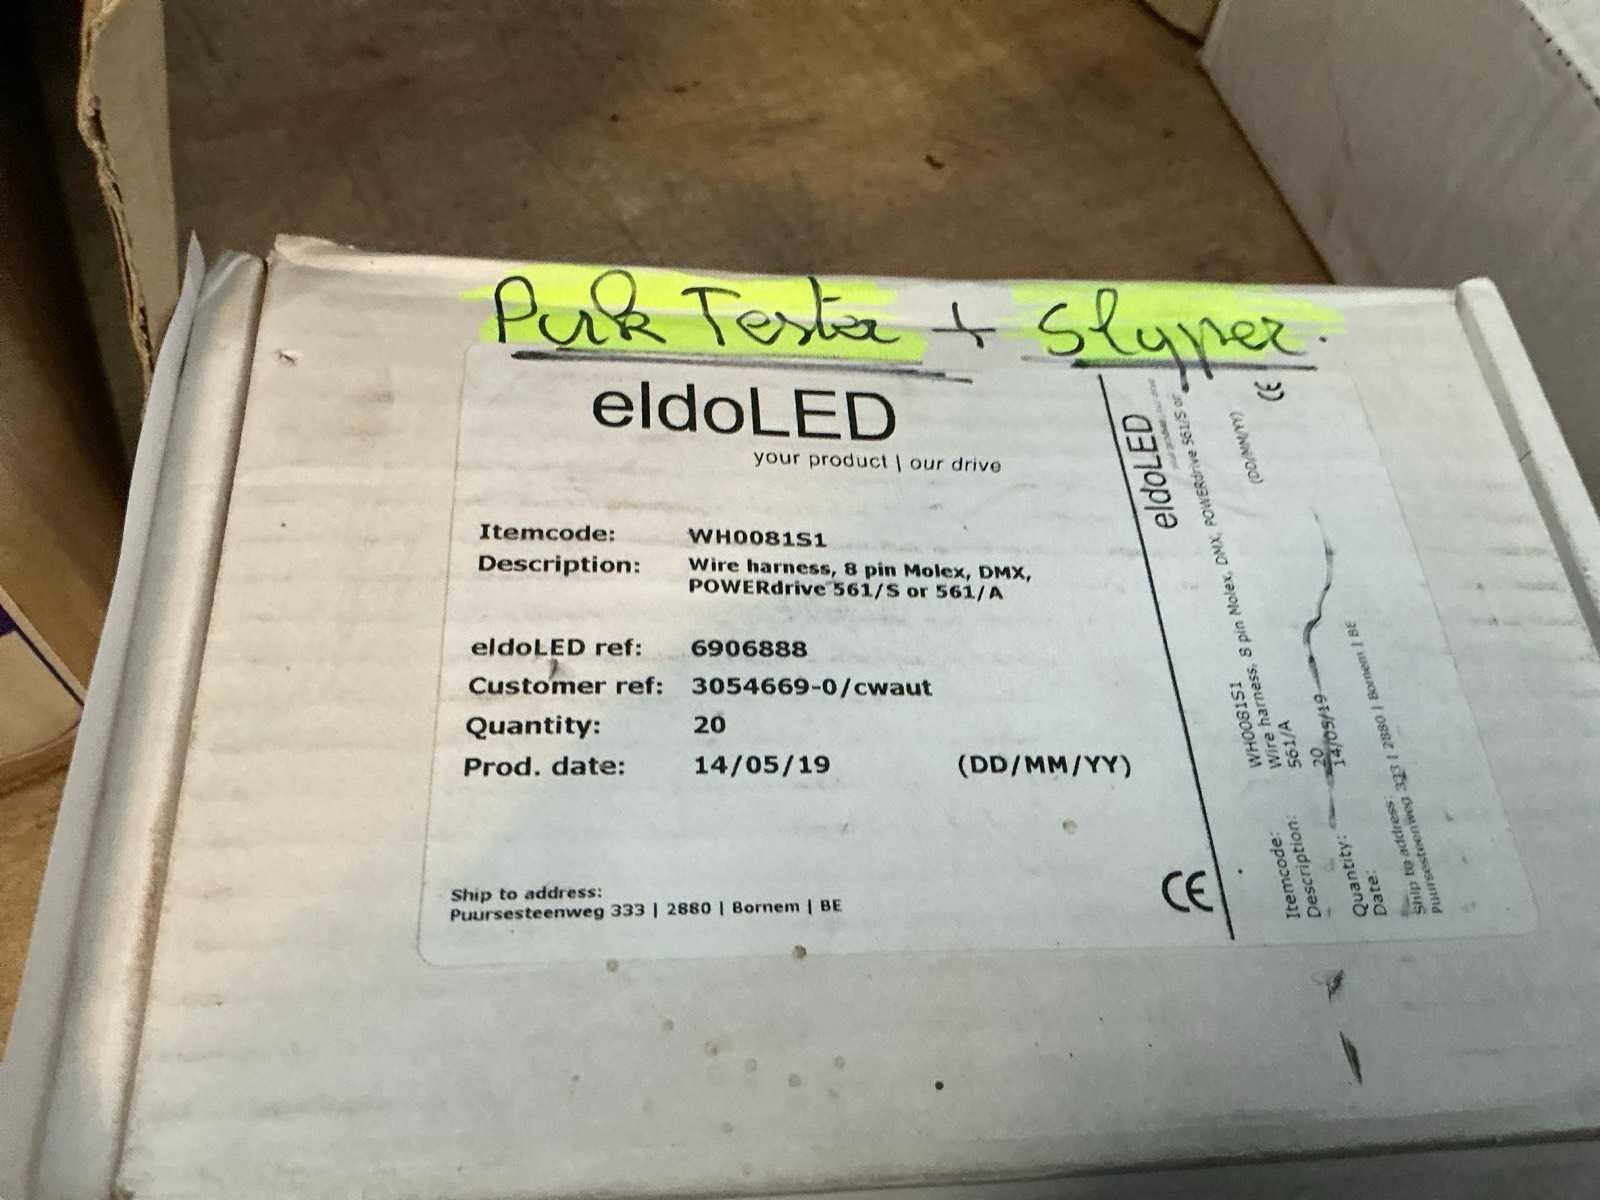 Purk Tester + Slyper.
eldoLED
your product | our drive
Itemcode: WH0081S1
Description: Wire harness, 8 pin Molex, DMX,
POWERdrive 561/S or 561/A
eldoLED ref: 6906888
Customer ref: 3054669-0/cwaut
Quantity: 20
Prod. date: 14/05/19 (DD/MM/YY)
Ship to address:
Puursesteenweg 333 | 2880 | Bornem | BE
CE
eldoLED
CE
Itemcode: WH0081S1
Description: Wire harness, 8 pin Molex, DMX, POWERdrive 561/S or
561/A
Quantity: 20
Date: 14/05/19 (DD/MM/YY)
Ship to address:
Puursesteenweg 333 | 2880 | Bornem | BE